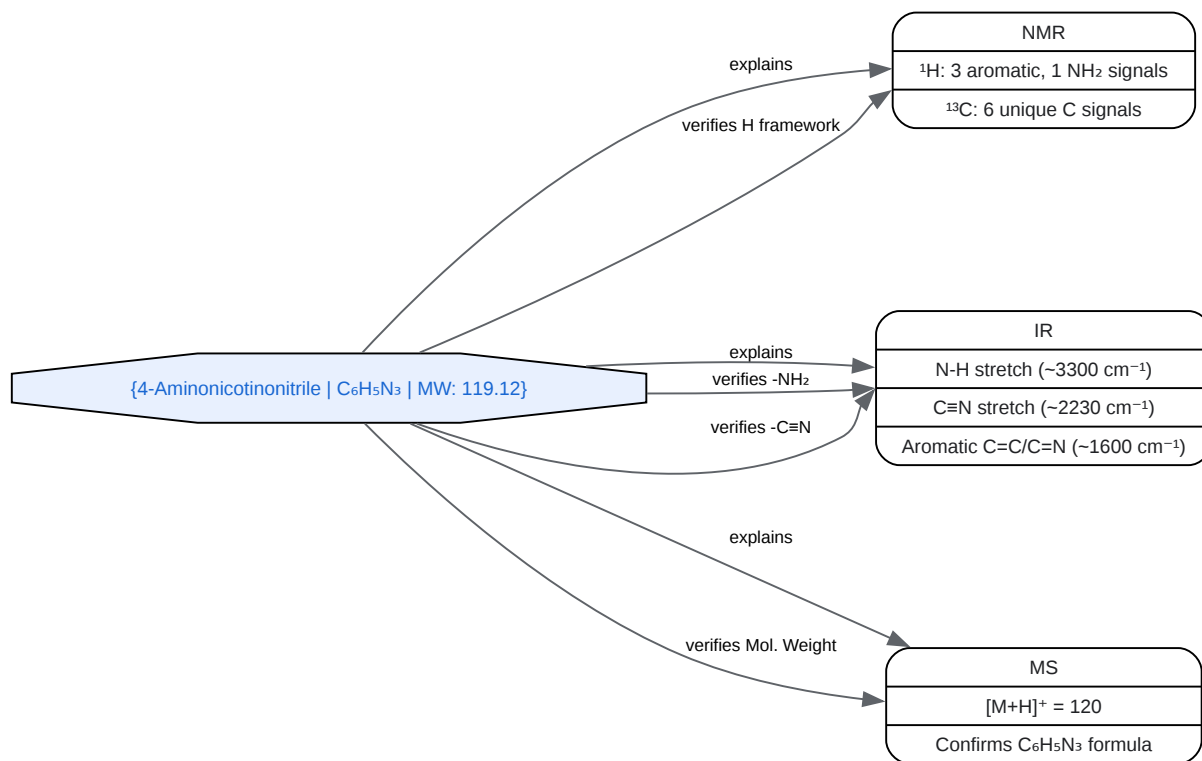 NMR
¹H: 3 aromatic, 1 NH₂ signals
¹³C: 6 unique C signals
explains
verifies H framework
IR
N-H stretch (~3300 cm⁻¹)
C≡N stretch (~2230 cm⁻¹)
Aromatic C=C/C=N (~1600 cm⁻¹)
explains
verifies -NH₂
verifies -C≡N
{4-Aminonicotinonitrile | C₆H₅N₃ | MW: 119.12}
explains
verifies Mol. Weight
MS
[M+H]⁺ = 120
Confirms C₆H₅N₃ formula